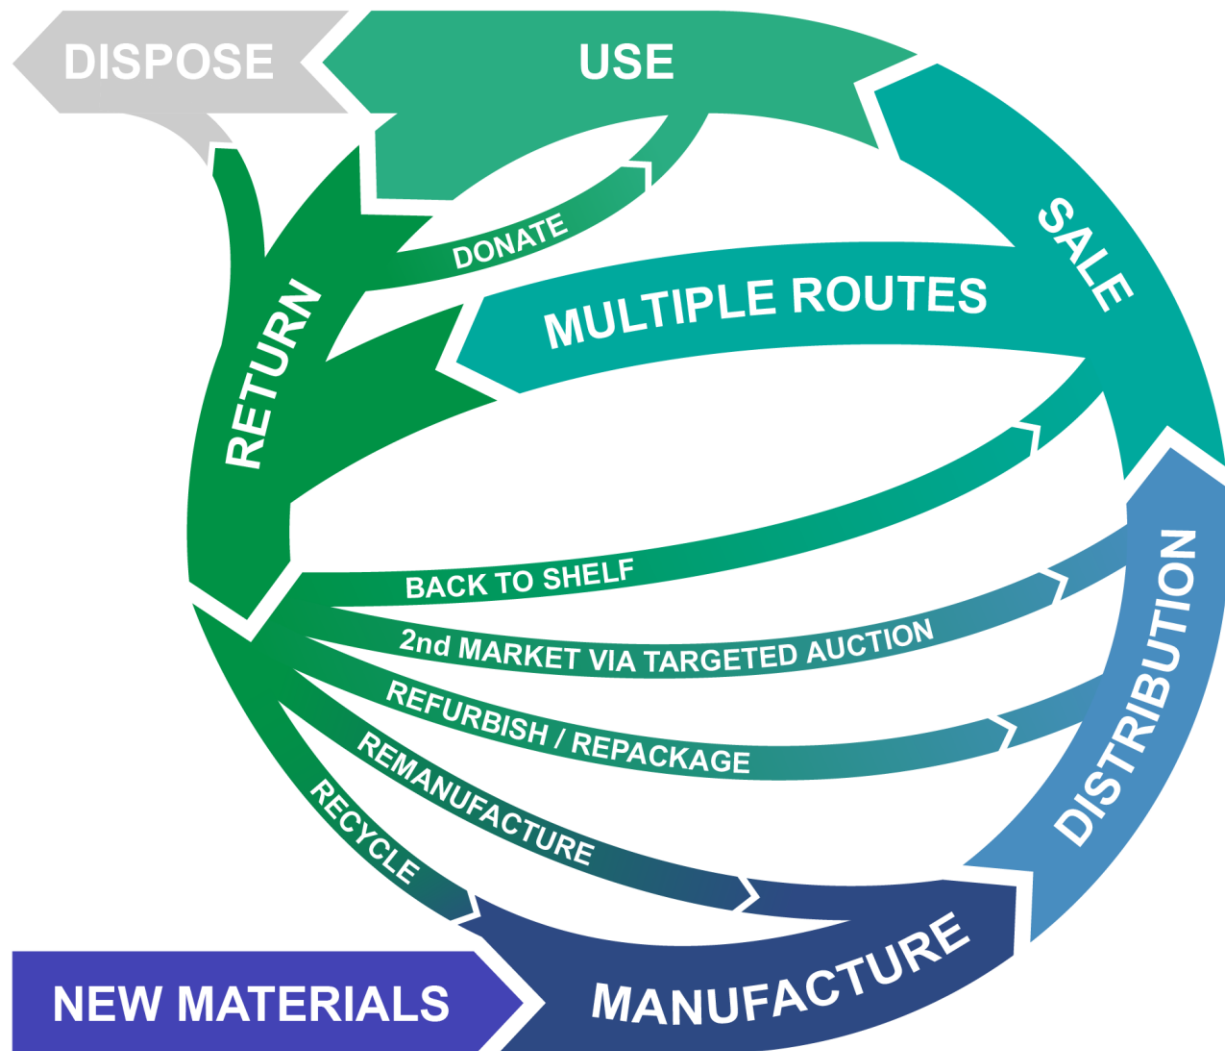 DISPOSE
USE
SALE
DONATE
MULTIPLE ROUTES
RETURN
BACK TO SHELF
2nd MARKET VIA TARGETED AUCTION
REFURBISH / REPACKAGE
REMANUFACTURE
RECYCLE
DISTRIBUTION
NEW MATERIALS
MANUFACTURE